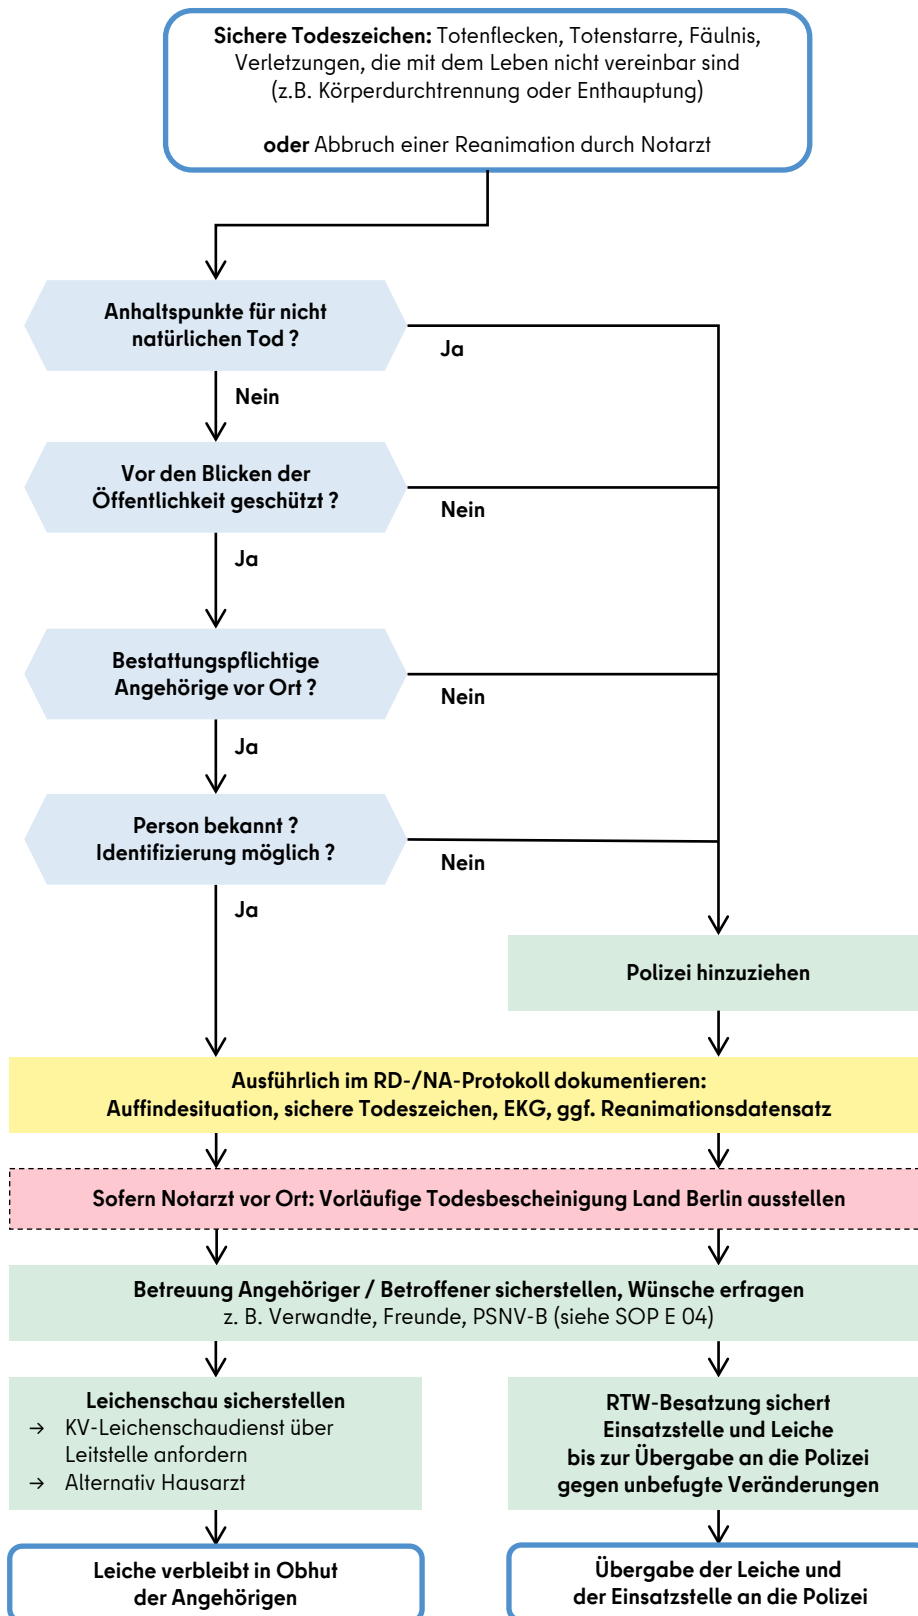 Sichere Todeszeichen: Totenflecken, Totenstarre, Fäulnis,
Verletzungen, die mit dem Leben nicht vereinbar sind
(z.B. Körperdurchtrennung oder Enthauptung)
oder Abbruch einer Reanimation durch Notarzt
Anhaltspunkte für nicht
natürlichen Tod ?
Ja
Nein
Vor den Blicken der
Öffentlichkeit geschützt ?
Nein
Ja
Bestattungspflichtige
Angehörige vor Ort ?
Nein
Ja
Person bekannt ?
Identifizierung möglich ?
Nein
Ja
Polizei hinzuziehen
Ausführlich im RD-/NA-Protokoll dokumentieren:
Auffindesituation, sichere Todeszeichen, EKG, ggf. Reanimationsdatensatz
Sofern Notarzt vor Ort: Vorläufige Todesbescheinigung Land Berlin ausstellen
Betreuung Angehöriger / Betroffener sicherstellen, Wünsche erfragen
z. B. Verwandte, Freunde, PSNV-B (siehe SOP E 04)
Leichenschau sicherstellen
→ KV-Leichenschaudienst über
Leitstelle anfordern
→ Alternativ Hausarzt
RTW-Besatzung sichert
Einsatzstelle und Leiche
bis zur Übergabe an die Polizei
gegen unbefugte Veränderungen
Leiche verbleibt in Obhut
der Angehörigen
Übergabe der Leiche und
der Einsatzstelle an die Polizei